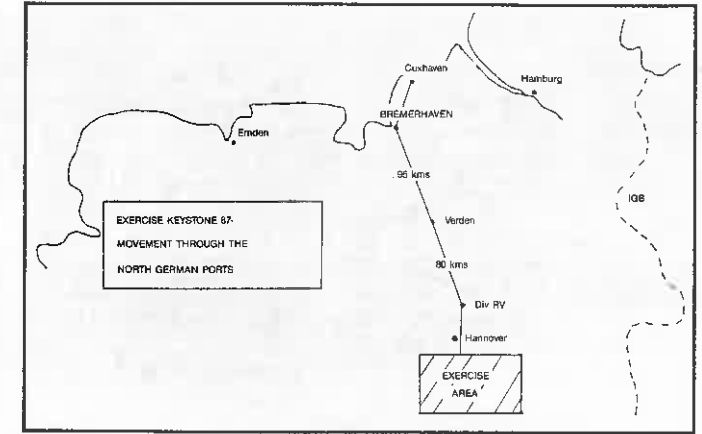 Cuxhaven
Hamburg
BREMERHAVEN
Emden
95 kms
IGB
EXERCISE KEYSTONE 87-
MOVEMENT THROUGH THE
NORTH GERMAN PORTS
Verden
80 kms
Div RV
Hannover
EXERCISE
AREA